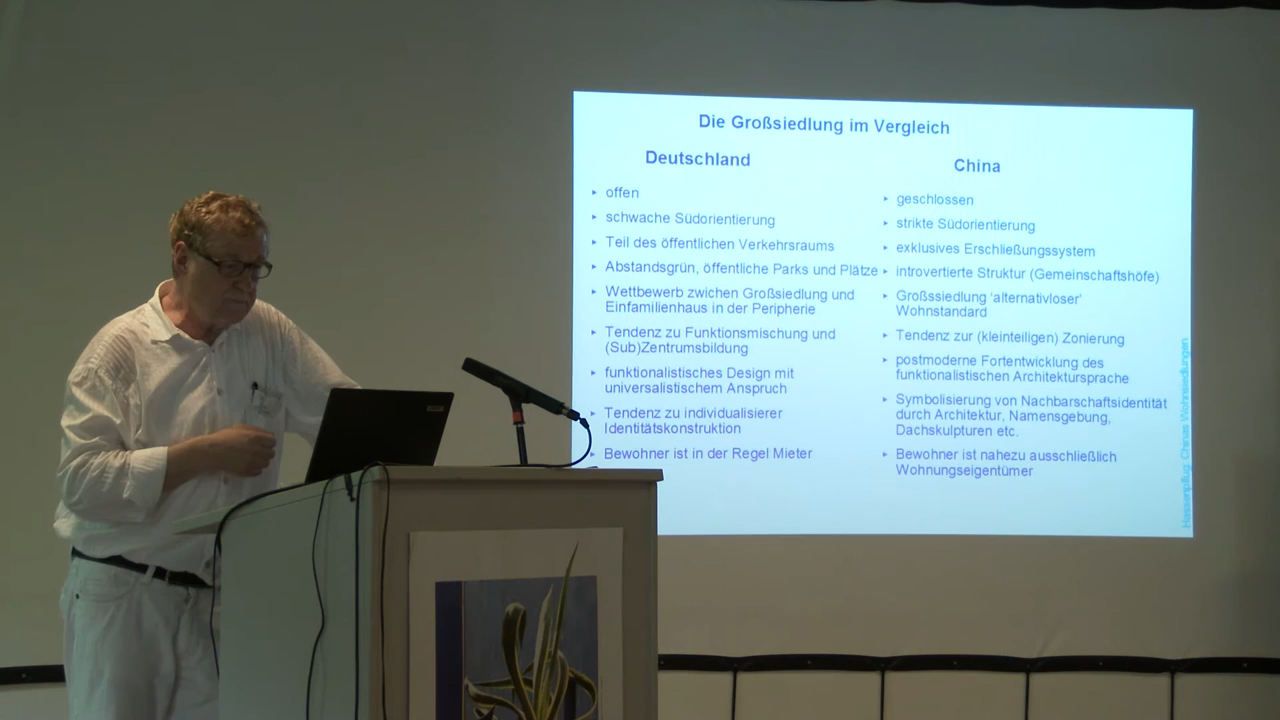 Die Großsiedlung im Vergleich
Deutschland
offen
schwache Südorientierung
Teil des öffentlichen Verkehrsraums
Abstandsgrün, öffentliche Parks und Plätze
Wettbewerb zwichen Großsiedlung und
Einfamilienhaus in der Peripherie
Tendenz zu Funktionsmischung und
(Sub)Zentrumsbildung
funktionalistisches Design mit
universalistischem Anspruch
Tendenz zu individualisierer
Identitätskonstruktion
Bewohner ist in der Regel Mieter
China
geschlossen
strikte Südorientierung
exklusives Erschließungssystem
introvertierte Struktur (Gemeinschaftshöfe)
Großssiedlung ‘alternativloser’
Wohnstandard
Tendenz zur (kleinteiligen) Zonierung
postmoderne Fortentwicklung des
funktionalistischen Architektursprache
Symbolisierung von Nachbarschaftsidentität
durch Architektur, Namensgebung,
Dachskulpturen etc.
Bewohner ist nahezu ausschließlich
Wohnungseigentümer
Hassenpflug: Chinas Wohnsiedlungen